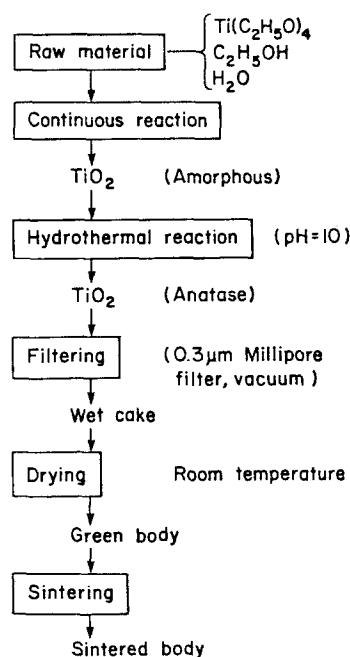 Raw material
Ti(C₂H₅O)₄
C₂H₅OH
H₂O
Continuous reaction
TiO₂ (Amorphous)
Hydrothermal reaction (pH=10)
TiO₂ (Anatase)
Filtering (0.3μm Millipore
filter, vacuum)
Wet cake
Drying Room temperature
Green body
Sintering
Sintered body